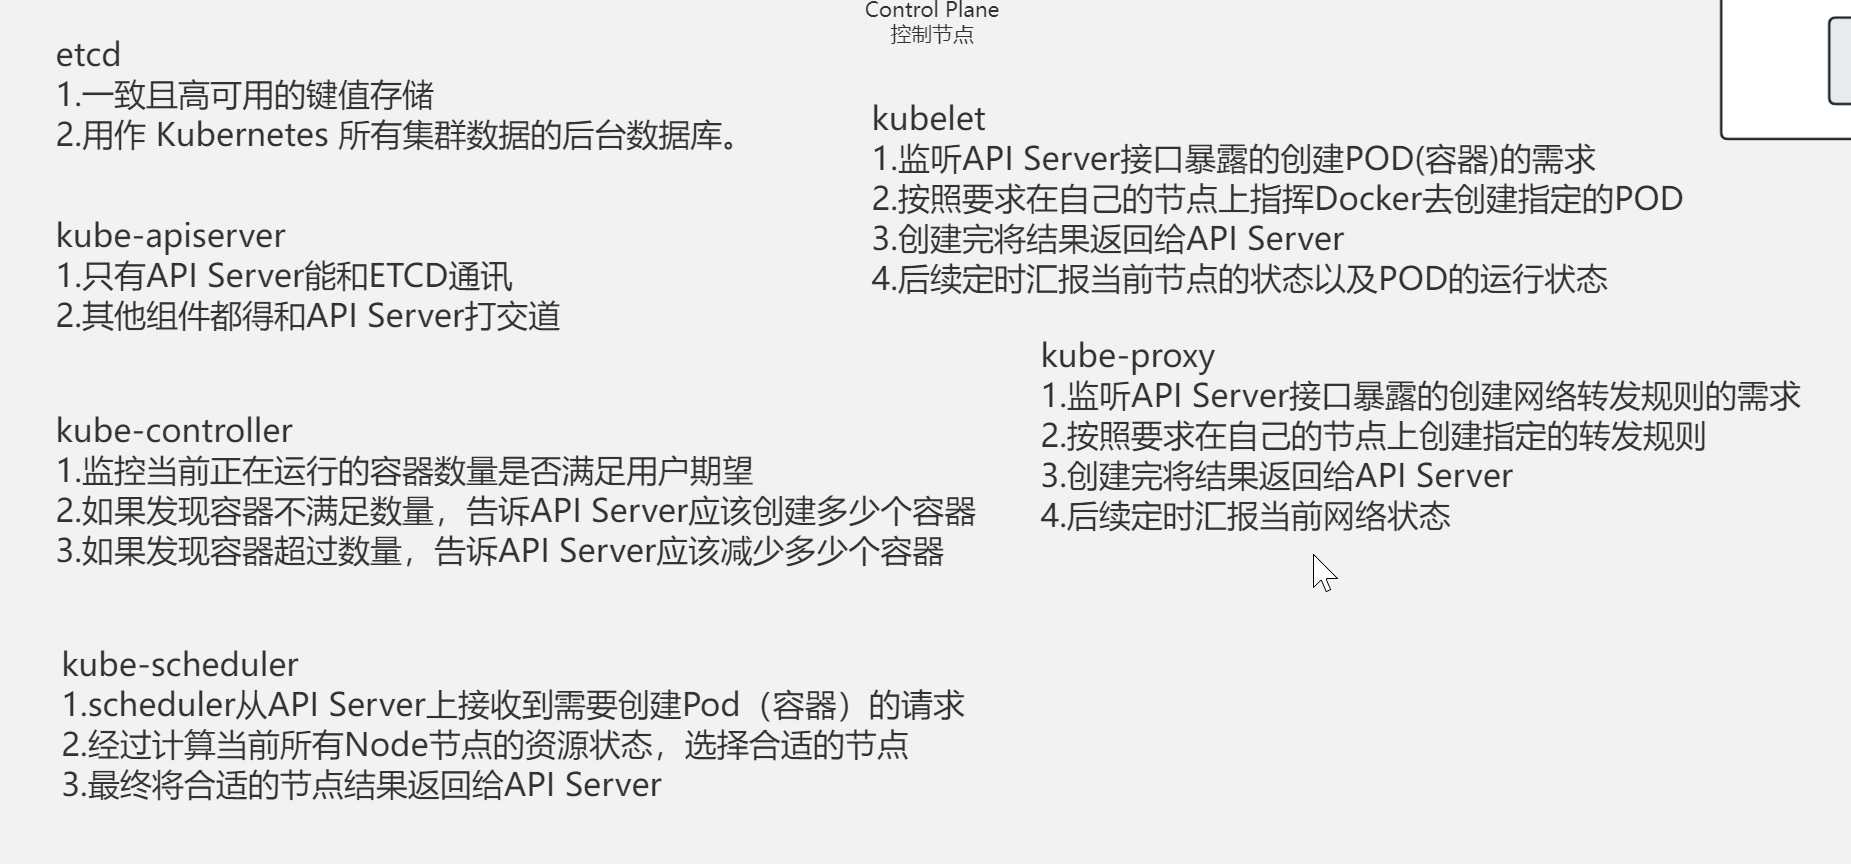 Control Plane
控制节点
etcd
1.一致且高可用的键值存储
2.用作 Kubernetes 所有集群数据的后台数据库。
kube-apiserver
1.只有API Server能和ETCD通讯
2.其他组件都得和API Server打交道
kube-controller
1.监控当前正在运行的容器数量是否满足用户期望
2.如果发现容器不满足数量，告诉API Server应该创建多少个容器
3.如果发现容器超过数量，告诉API Server应该减少多少个容器
kube-scheduler
1.scheduler从API Server上接收到需要创建Pod（容器）的请求
2.经过计算当前所有Node节点的资源状态，选择合适的节点
3.最终将合适的节点结果返回给API Server
kubelet
1.监听API Server接口暴露的创建POD(容器)的需求
2.按照要求在自己的节点上指挥Docker去创建指定的POD
3.创建完将结果返回给API Server
4.后续定时汇报当前节点的状态以及POD的运行状态
kube-proxy
1.监听API Server接口暴露的创建网络转发规则的需求
2.按照要求在自己的节点上创建指定的转发规则
3.创建完将结果返回给API Server
4.后续定时汇报当前网络状态